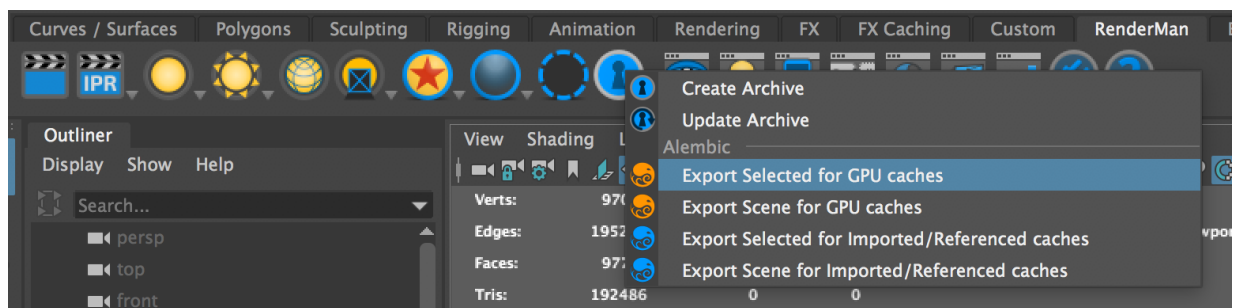 Curves / Surfaces Polygons Sculpting Rigging Animation Rendering FX FX Caching Custom RenderMan
IPR
Create Archive
Update Archive
Alembic
Export Selected for GPU caches
Export Scene for GPU caches
Export Selected for Imported/Referenced caches
Export Scene for Imported/Referenced caches
Outliner
Display Show Help
Search...
persp
top
front
View Shading
Verts:
Edges:
Faces:
Tris: 192486 0 0